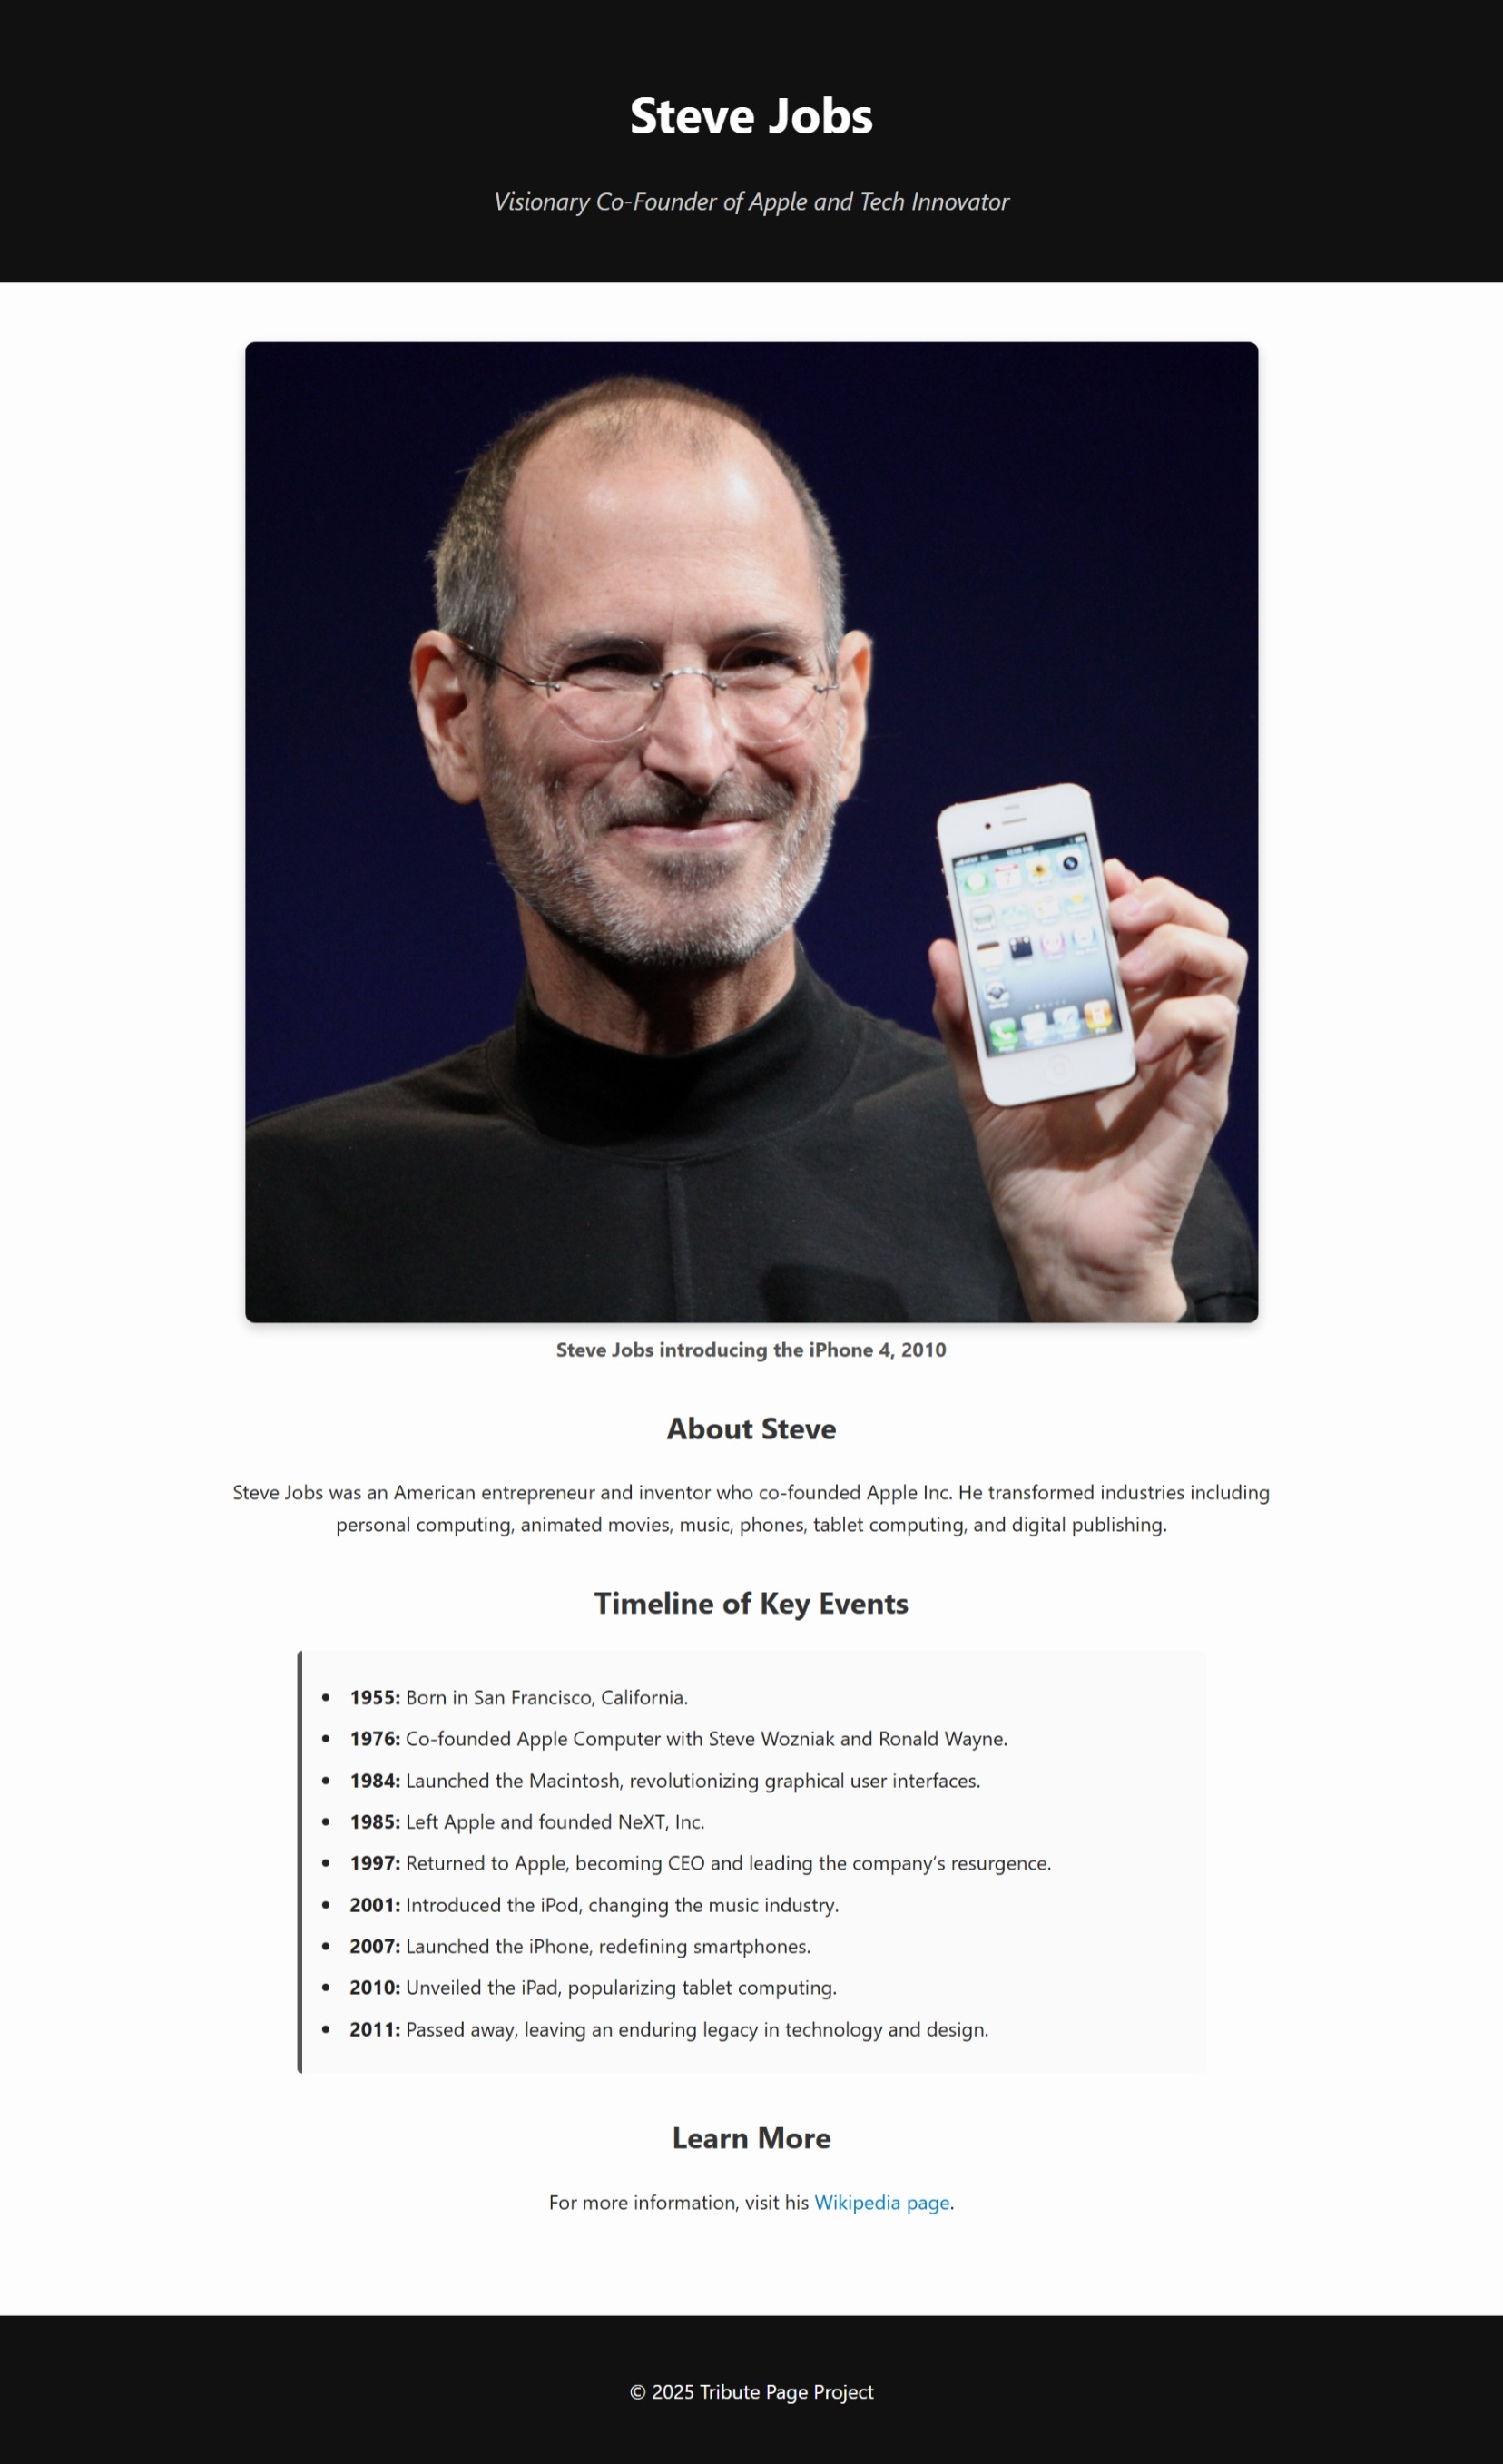 Steve Jobs
Visionary Co-Founder of Apple and Tech Innovator
Steve Jobs introducing the iPhone 4, 2010
About Steve
Steve Jobs was an American entrepreneur and inventor who co-founded Apple Inc. He transformed industries including
personal computing, animated movies, music, phones, tablet computing, and digital publishing.
Timeline of Key Events
• 1955: Born in San Francisco, California.
• 1976: Co-founded Apple Computer with Steve Wozniak and Ronald Wayne.
• 1984: Launched the Macintosh, revolutionizing graphical user interfaces.
• 1985: Left Apple and founded NeXT, Inc.
• 1997: Returned to Apple, becoming CEO and leading the company’s resurgence.
• 2001: Introduced the iPod, changing the music industry.
• 2007: Launched the iPhone, redefining smartphones.
• 2010: Unveiled the iPad, popularizing tablet computing.
• 2011: Passed away, leaving an enduring legacy in technology and design.
Learn More
For more information, visit his Wikipedia page.
© 2025 Tribute Page Project